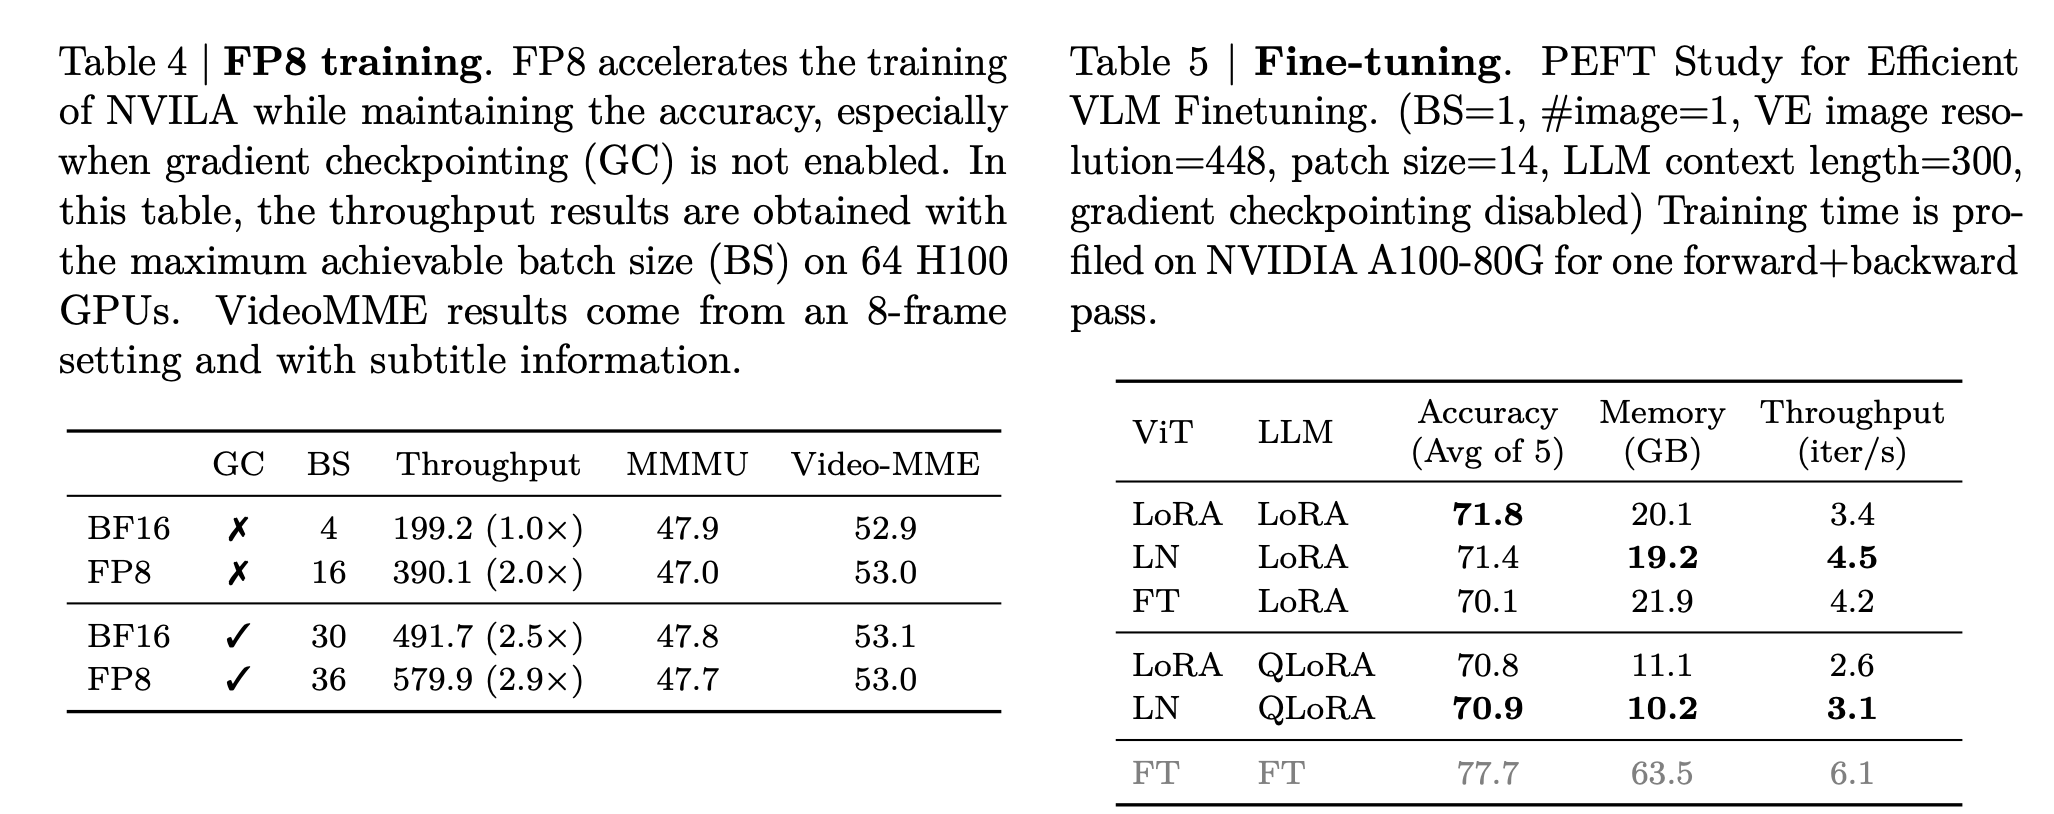 Table 4 | FP8 training. FP8 accelerates the training
of NVILA while maintaining the accuracy, especially
when gradient checkpointing (GC) is not enabled. In
this table, the throughput results are obtained with
the maximum achievable batch size (BS) on 64 H100
GPUs. VideoMME results come from an 8-frame
setting and with subtitle information.
GC BS Throughput MMMU Video-MME
BF16 ✗ 4 199.2 (1.0×) 47.9 52.9
FP8 ✗ 16 390.1 (2.0×) 47.0 53.0
BF16 ✓ 30 491.7 (2.5×) 47.8 53.1
FP8 ✓ 36 579.9 (2.9×) 47.7 53.0
Table 5 | Fine-tuning. PEFT Study for Efficient
VLM Finetuning. (BS=1, #image=1, VE image reso-
lution=448, patch size=14, LLM context length=300,
gradient checkpointing disabled) Training time is pro-
filed on NVIDIA A100-80G for one forward+backward
pass.
ViT LLM Accuracy (Avg of 5) Memory (GB) Throughput (iter/s)
LoRA LoRA 71.8 20.1 3.4
LN LoRA 71.4 19.2 4.5
FT LoRA 70.1 21.9 4.2
LoRA QLoRA 70.8 11.1 2.6
LN QLoRA 70.9 10.2 3.1
FT FT 77.7 63.5 6.1